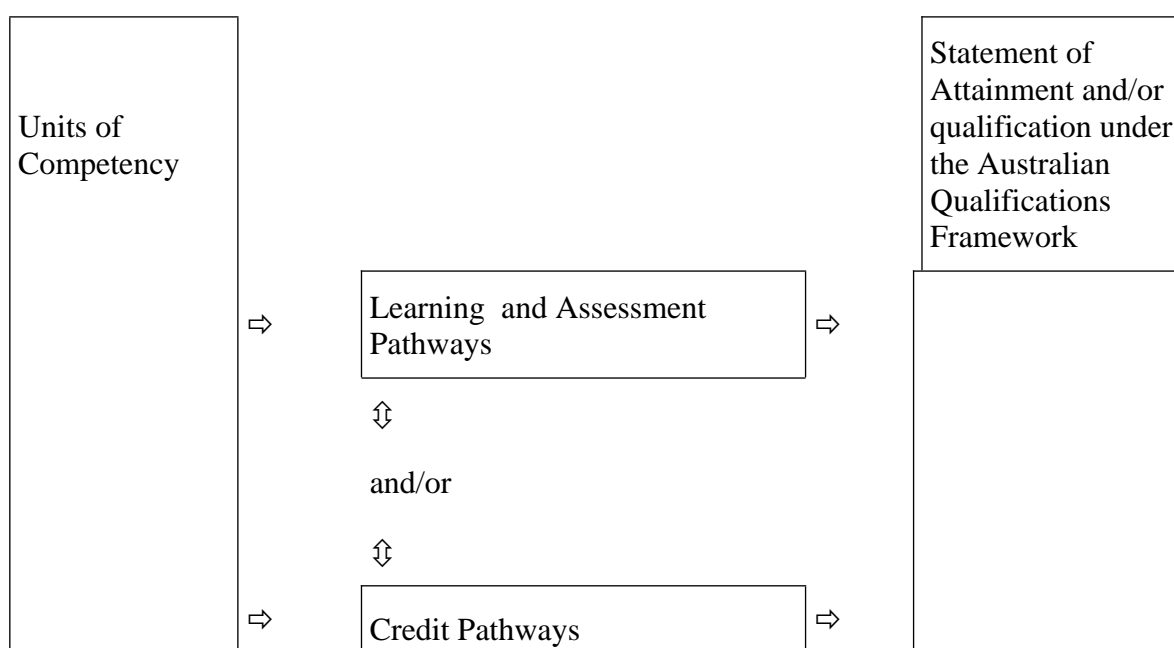 Units of
Competency
Statement of
Attainment and/or
qualification under
the Australian
Qualifications
Framework
⇨
Learning and Assessment
Pathways
⇨
⇳
and/or
⇳
⇨
Credit Pathways
⇨